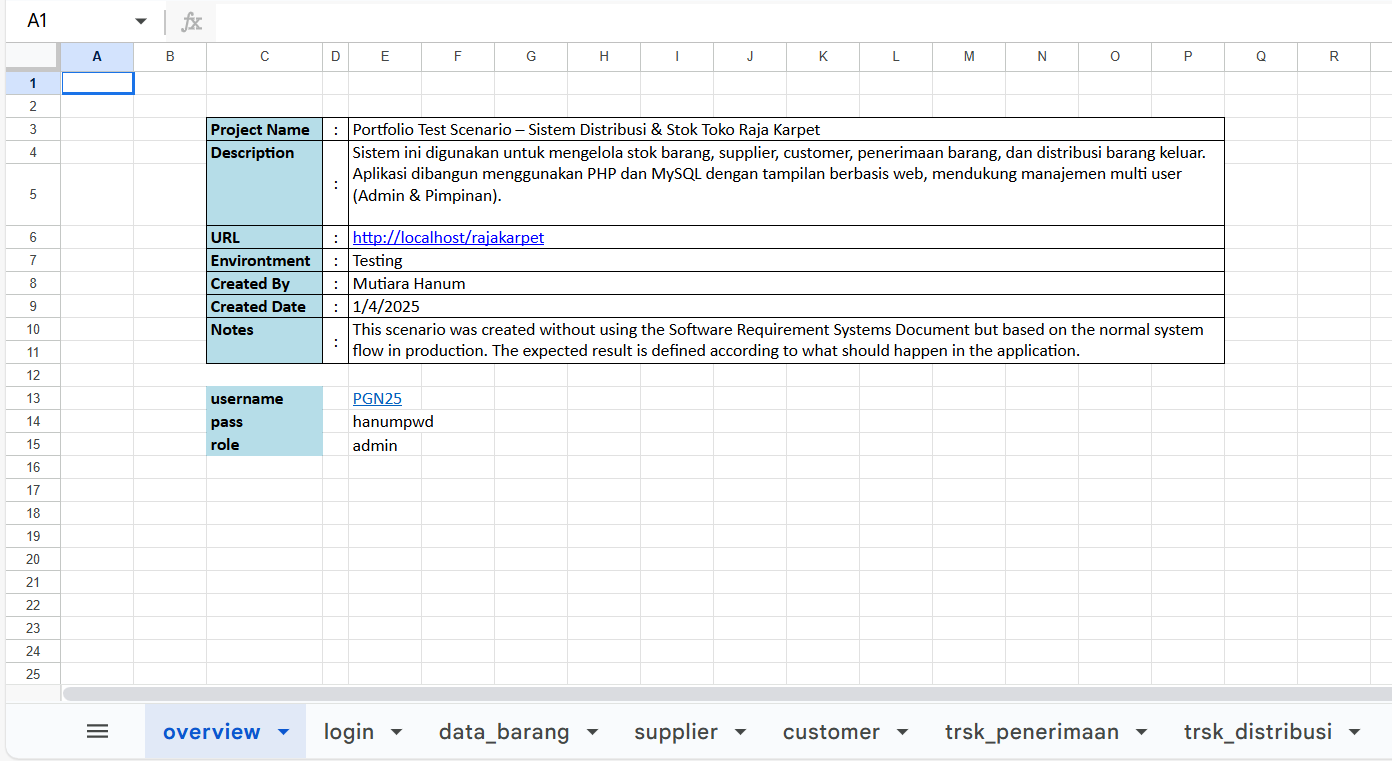 A1 fx
A B C D E F G H I J K L M N O P Q R
1
2
3 Project Name : Portfolio Test Scenario – Sistem Distribusi & Stok Toko Raja Karpet
4 Description Sistem ini digunakan untuk mengelola stok barang, supplier, customer, penerimaan barang, dan distribusi barang keluar.
5 : Aplikasi dibangun menggunakan PHP dan MySQL dengan tampilan berbasis web, mendukung manajemen multi user
(Admin & Pimpinan).
6 URL : http://localhost/rajakarpet
7 Environtment : Testing
8 Created By : Mutiara Hanum
9 Created Date : 1/4/2025
10 Notes : This scenario was created without using the Software Requirement Systems Document but based on the normal system
11 flow in production. The expected result is defined according to what should happen in the application.
12
13 username PGN25
14 pass hanumpwd
15 role admin
16
17
18
19
20
21
22
23
24
25
overview login data_barang supplier customer trsk_penerimaan trsk_distribusi